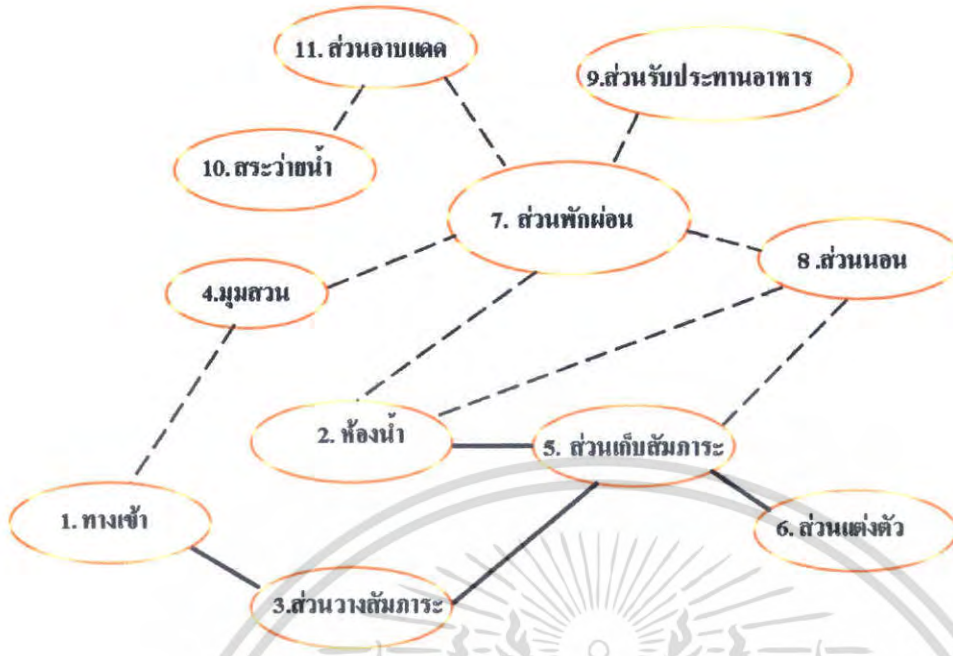 11. ส่วนอาบแดด
9.ส่วนรับประทานอาหาร
10. สระว่ายน้ำ
7. ส่วนพักผ่อน
8 .ส่วนนอน
4.มุมสวน
2. ห้องน้ำ
5. ส่วนเก็บสัมภาระ
1. ทางเข้า
6. ส่วนแต่งตัว
3.ส่วนวางสัมภาระ